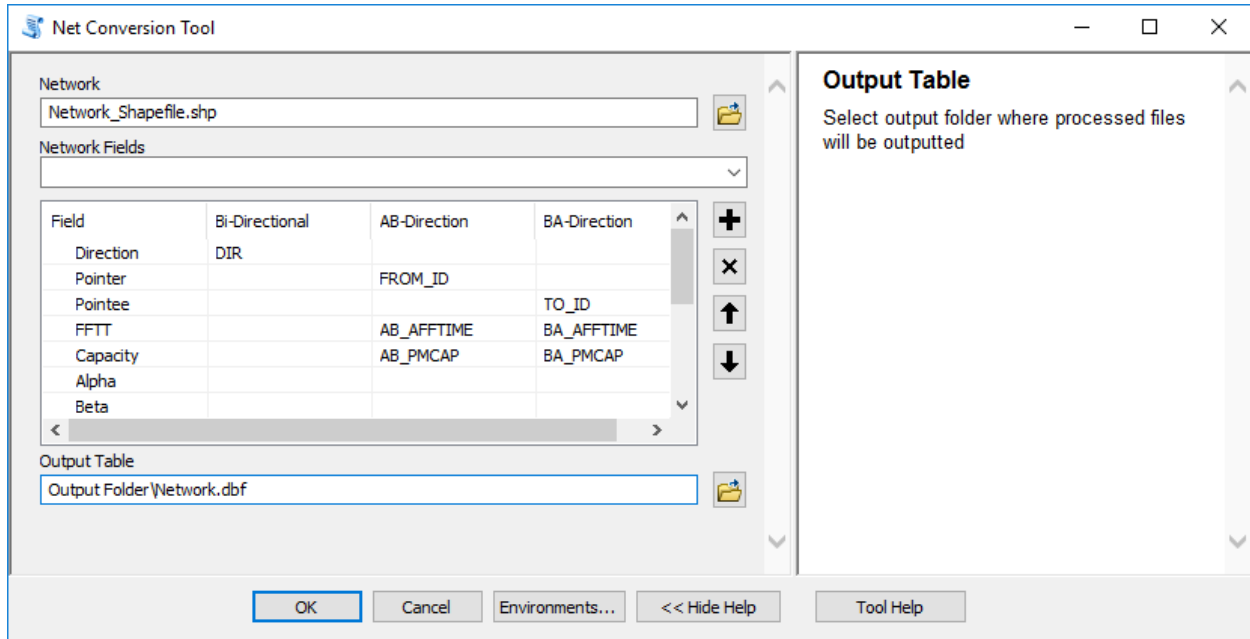 Net Conversion Tool
Network
Network_Shapefile.shp
Network Fields
Field Bi-Directional AB-Direction BA-Direction
Direction DIR
Pointer FROM_ID
Pointee TO_ID
FFTT AB_AFFTIME BA_AFFTIME
Capacity AB_PMCAP BA_PMCAP
Alpha
Beta
Output Table
Output Folder\Network.dbf
Output Table
Select output folder where processed files
will be outputted
OK Cancel Environments... << Hide Help Tool Help